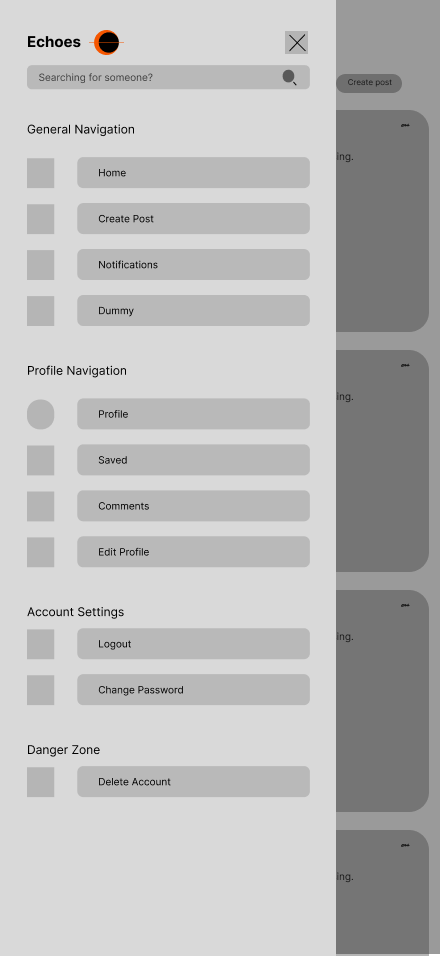 Echoes
Searching for someone?
Create post
General Navigation
ing.
Home
Create Post
Notifications
Dummy
Profile Navigation
ing.
Profile
Saved
Comments
Edit Profile
Account Settings
ing.
Logout
Change Password
Danger Zone
Delete Account
ing.